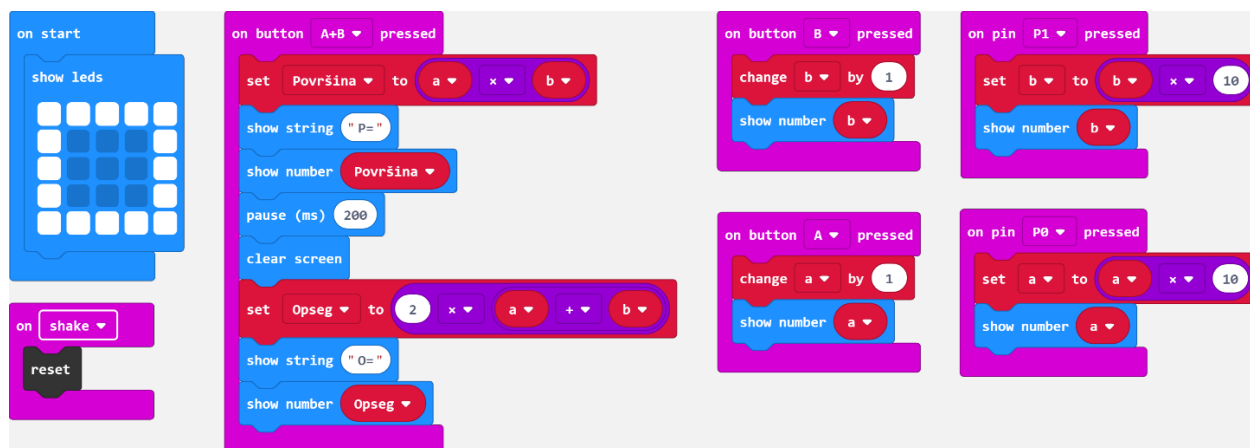 on start
show leds
on shake
reset
on button A+B pressed
set Površina to a × b
show string "P="
show number Površina
pause (ms) 200
clear screen
set Opseg to 2 × a + b
show string "O="
show number Opseg
on button B pressed
change b by 1
show number b
on button A pressed
change a by 1
show number a
on pin P1 pressed
set b to b × 10
show number b
on pin P0 pressed
set a to a × 10
show number a